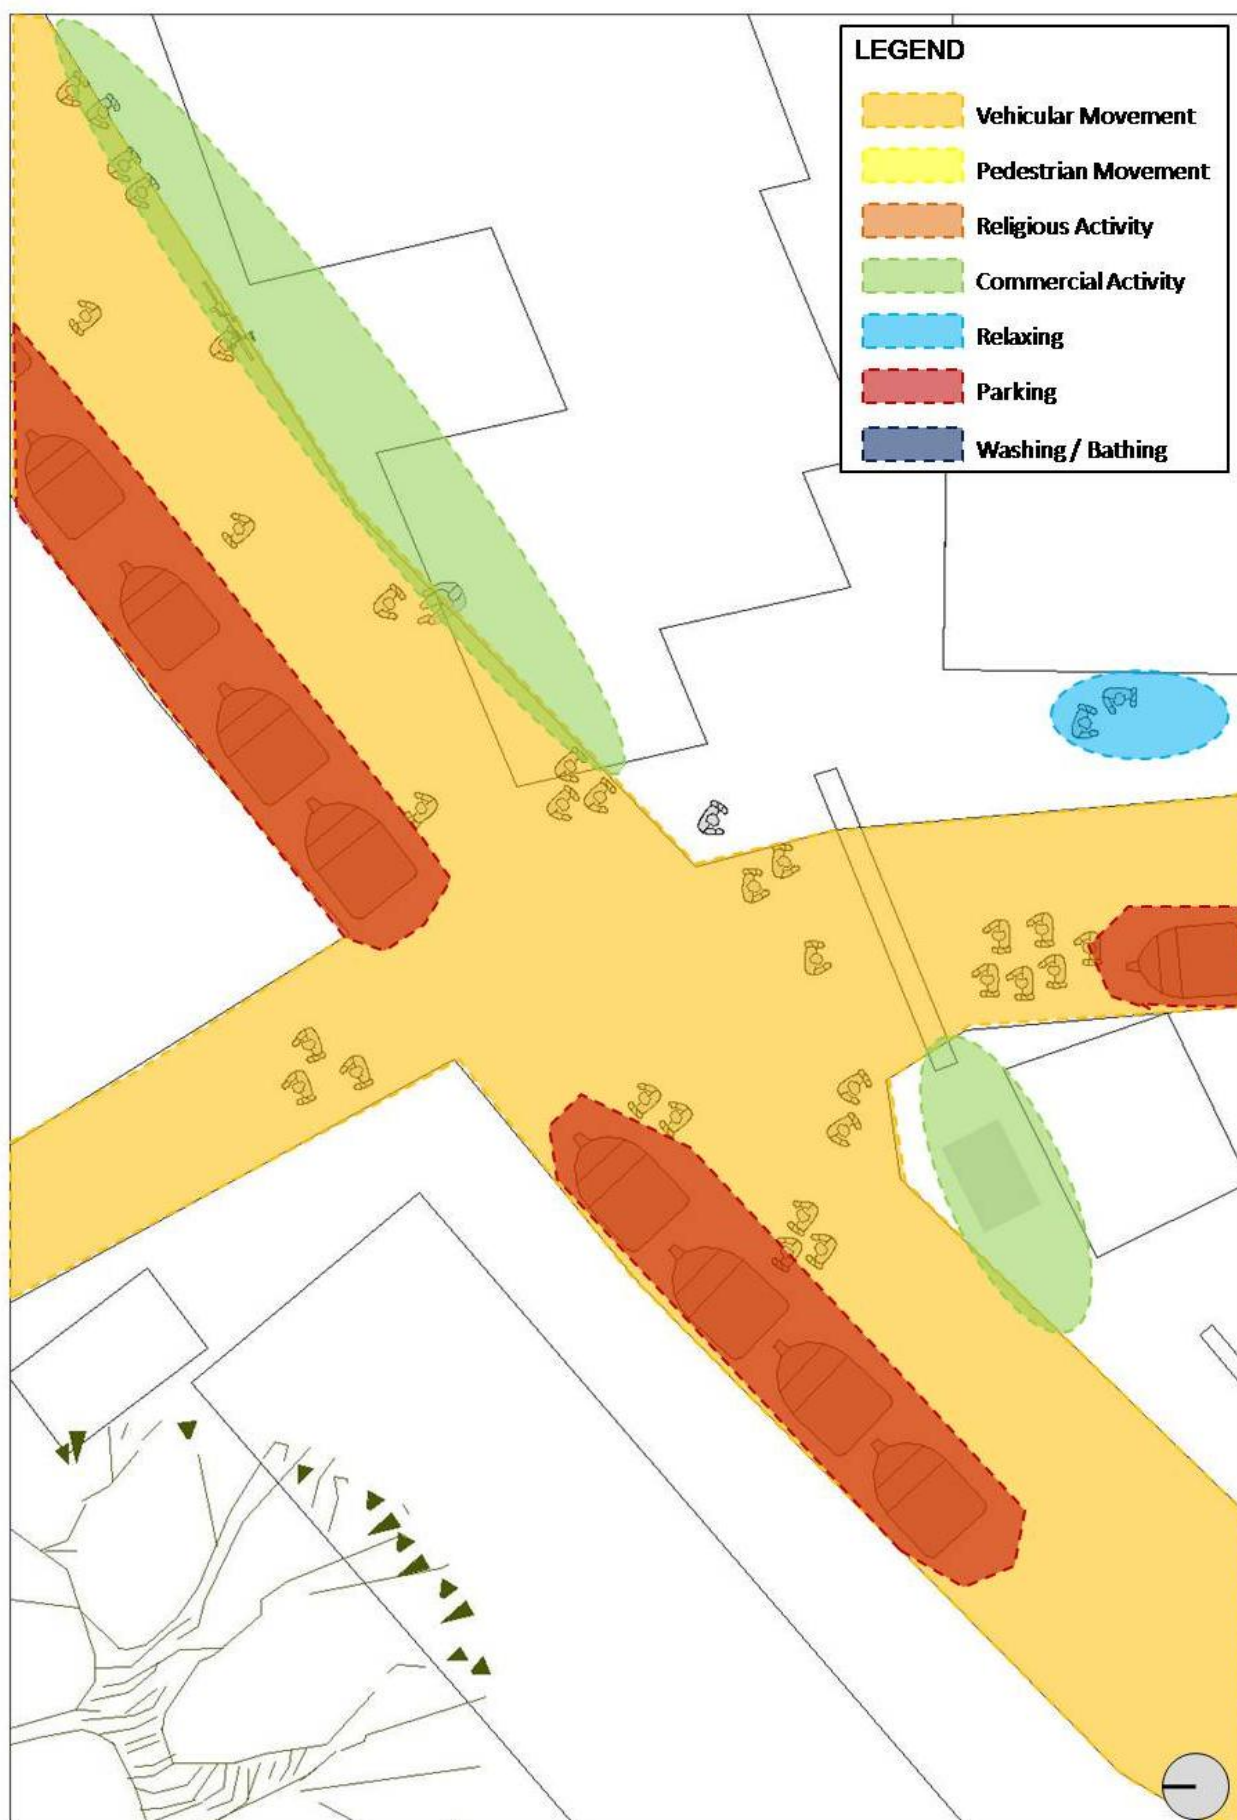 LEGEND
Vehicular Movement
Pedestrian Movement
Religious Activity
Commercial Activity
Relaxing
Parking
Washing / Bathing